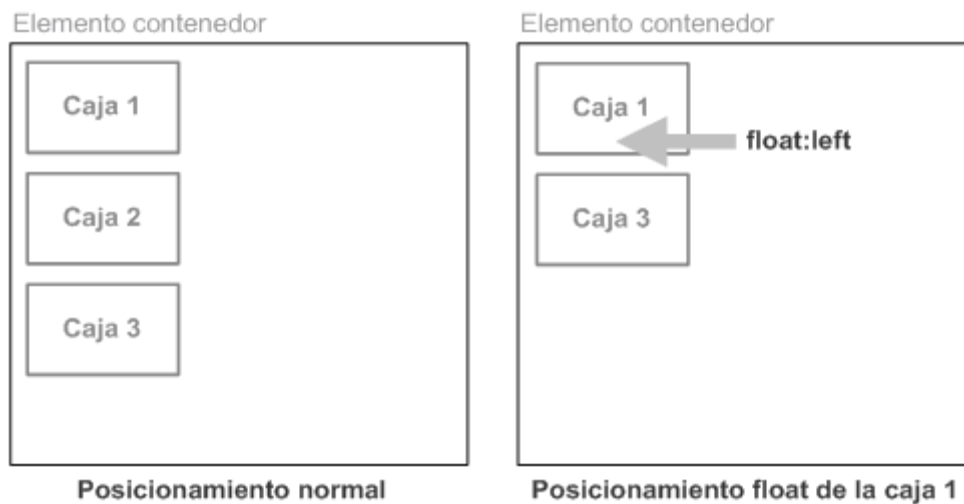 Elemento contenedor
Caja 1
Caja 2
Caja 3
Posicionamiento normal
Elemento contenedor
Caja 1
float:left
Caja 3
Posicionamiento float de la caja 1